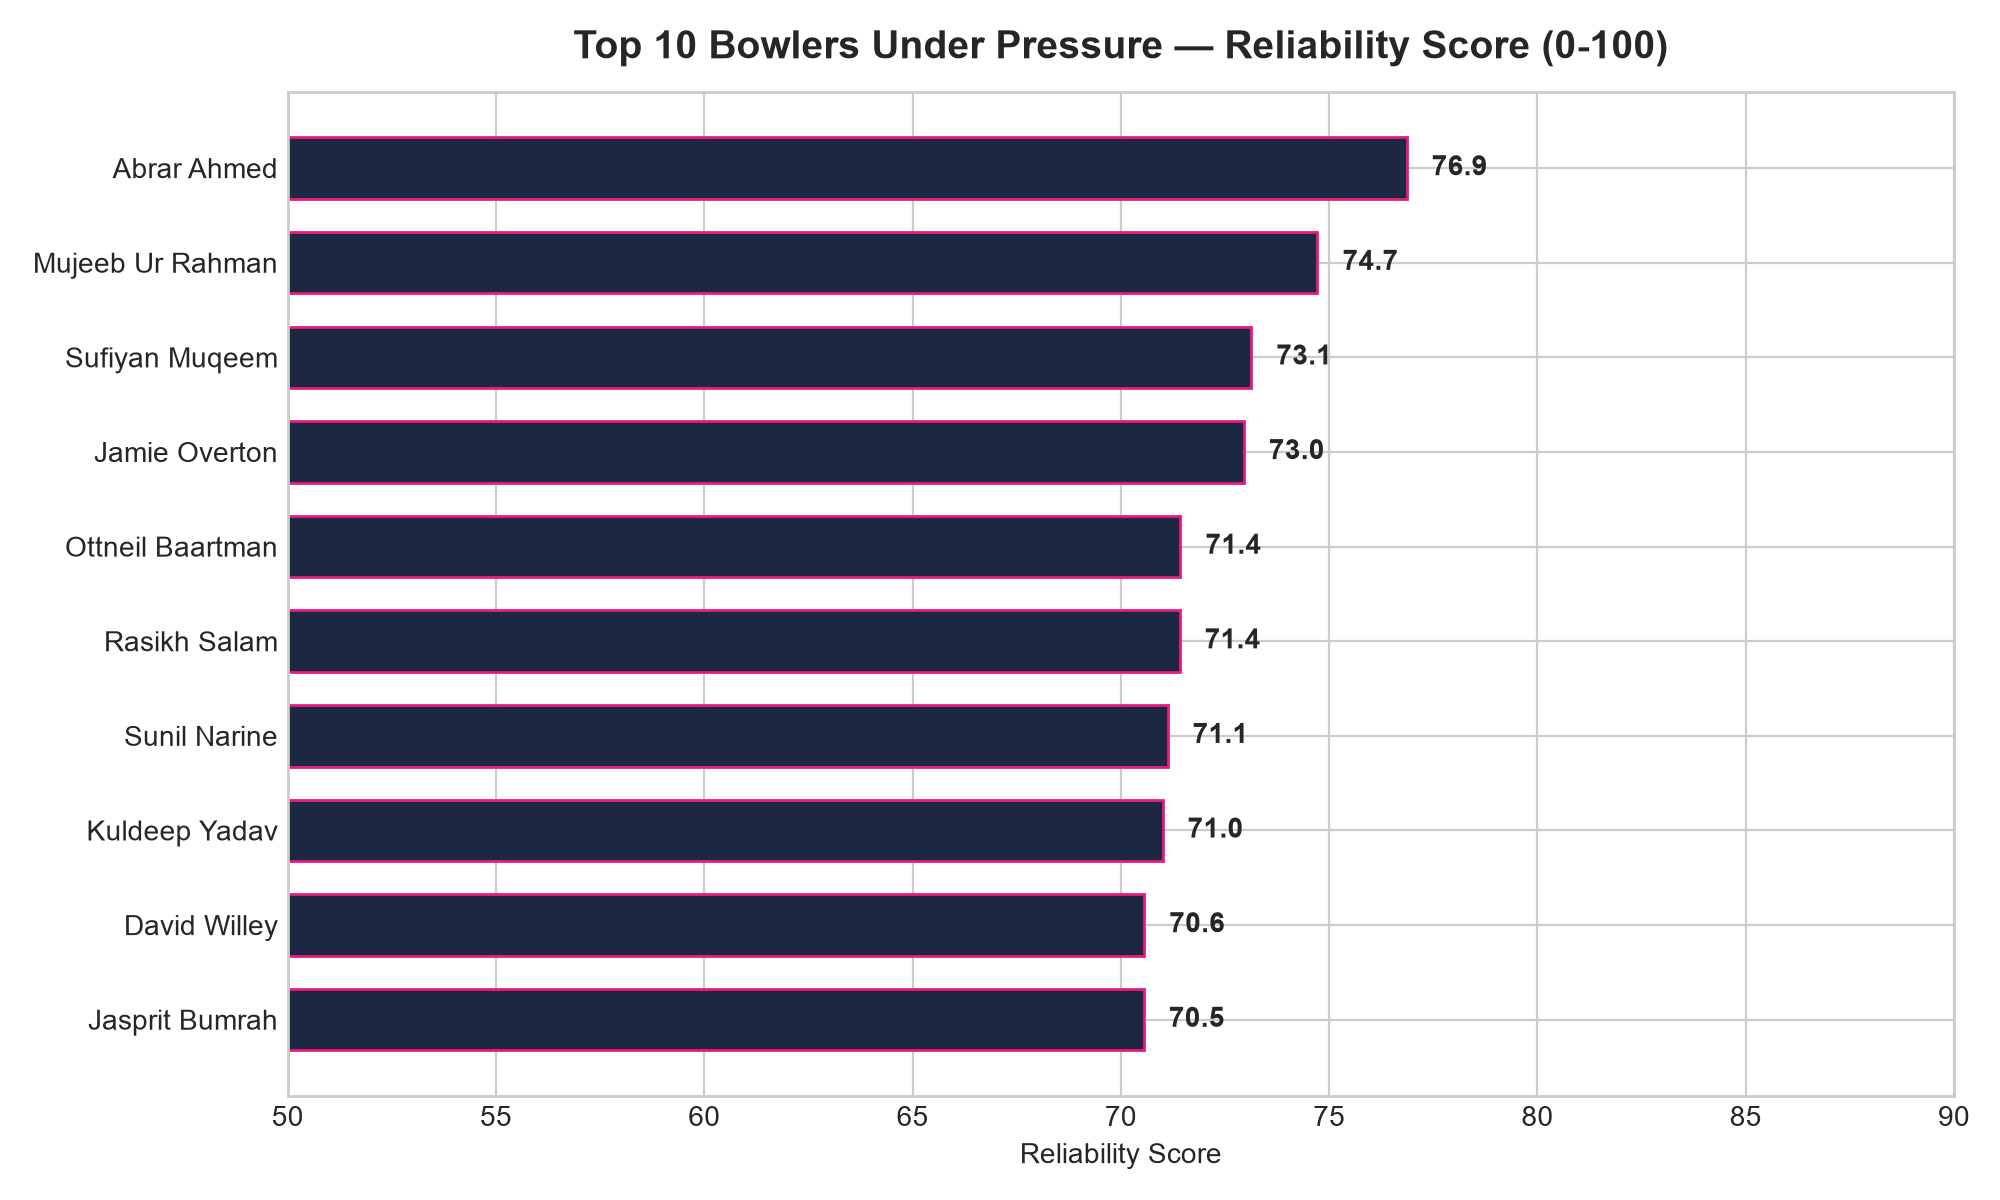 Top 10 Bowlers Under Pressure — Reliability Score (0-100)
Abrar Ahmed 76.9
Mujeeb Ur Rahman 74.7
Sufiyan Muqeem 73.1
Jamie Overton 73.0
Ottneil Baartman 71.4
Rasikh Salam 71.4
Sunil Narine 71.1
Kuldeep Yadav 71.0
David Willey 70.6
Jasprit Bumrah 70.5
50 55 60 65 70 75 80 85 90
Reliability Score